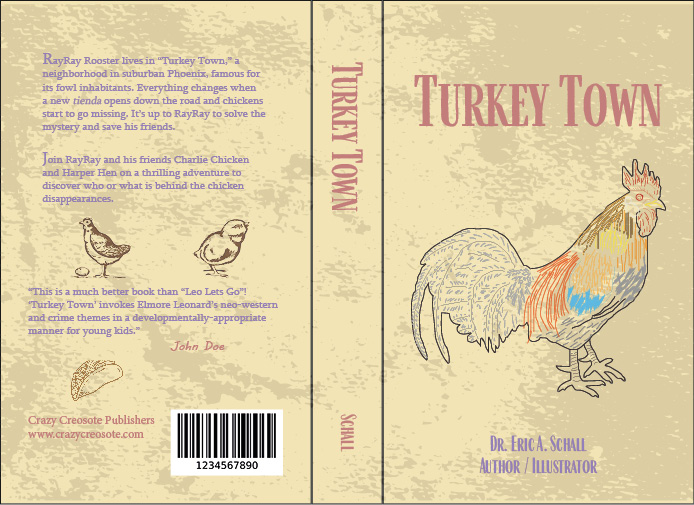 RayRay Rooster lives in “Turkey Town,” a
neighborhood in suburban Phoenix, famous for
its fowl inhabitants. Everything changes when
a new tienda opens down the road and chickens
start to go missing. It's up to RayRay to solve the
mystery and save his friends.
Join RayRay and his friends Charlie Chicken
and Harper Hen on a thrilling adventure to
discover who or what is behind the chicken
disappearances.
“This is a much better book than “Leo Lets Go”!
‘Turkey Town’ invokes Elmore Leonard's neo-western
and crime themes in a developmentally-appropriate
manner for young kids.”
John Doe
Crazy Creosote Publishers
www.crazycreosote.com
1234567890
TURKEY TOWN
SCHALL
TURKEY TOWN
DR. ERIC A. SCHALL
AUTHOR / ILLUSTRATOR